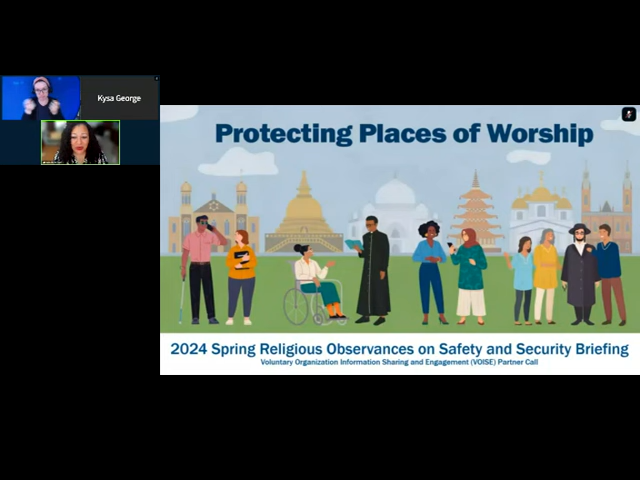 Kysa George
Protecting Places of Worship
2024 Spring Religious Observances on Safety and Security Briefing
Voluntary Organization Information Sharing and Engagement (VOISE) Partner Call